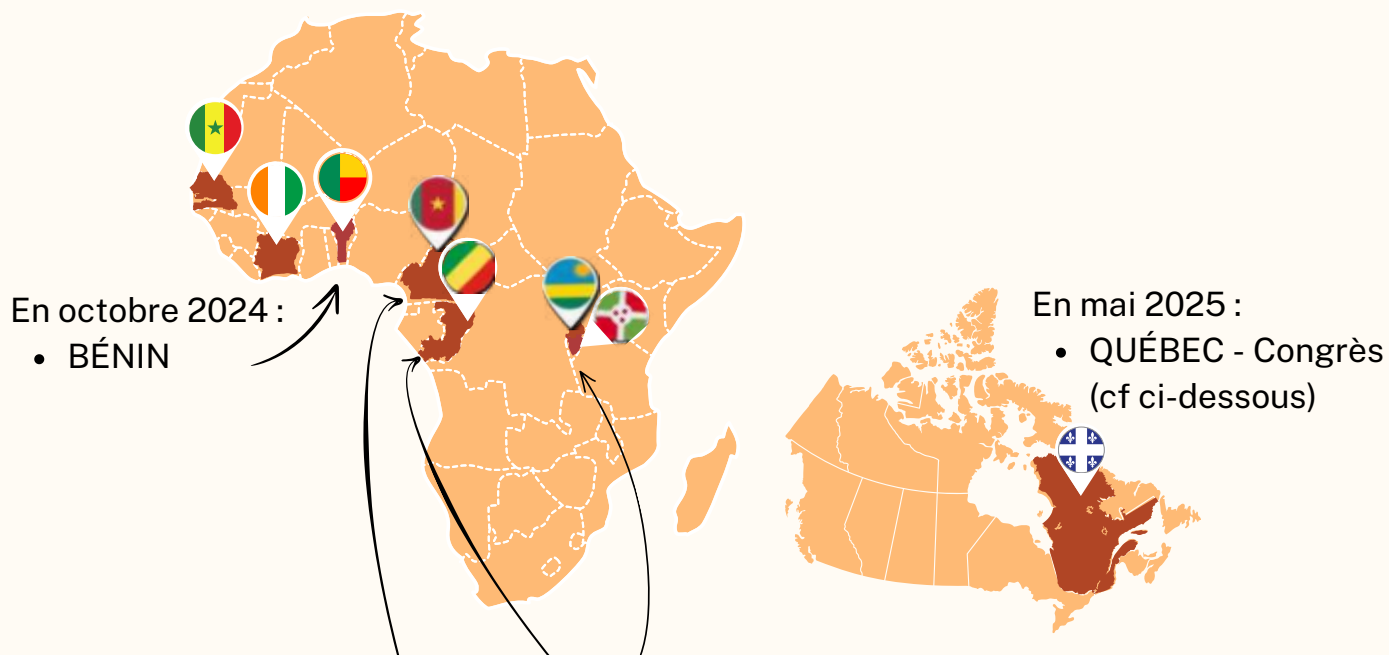 En octobre 2024 :
• BÉNIN
En mai 2025 :
• QUÉBEC - Congrès
(cf ci-dessous)